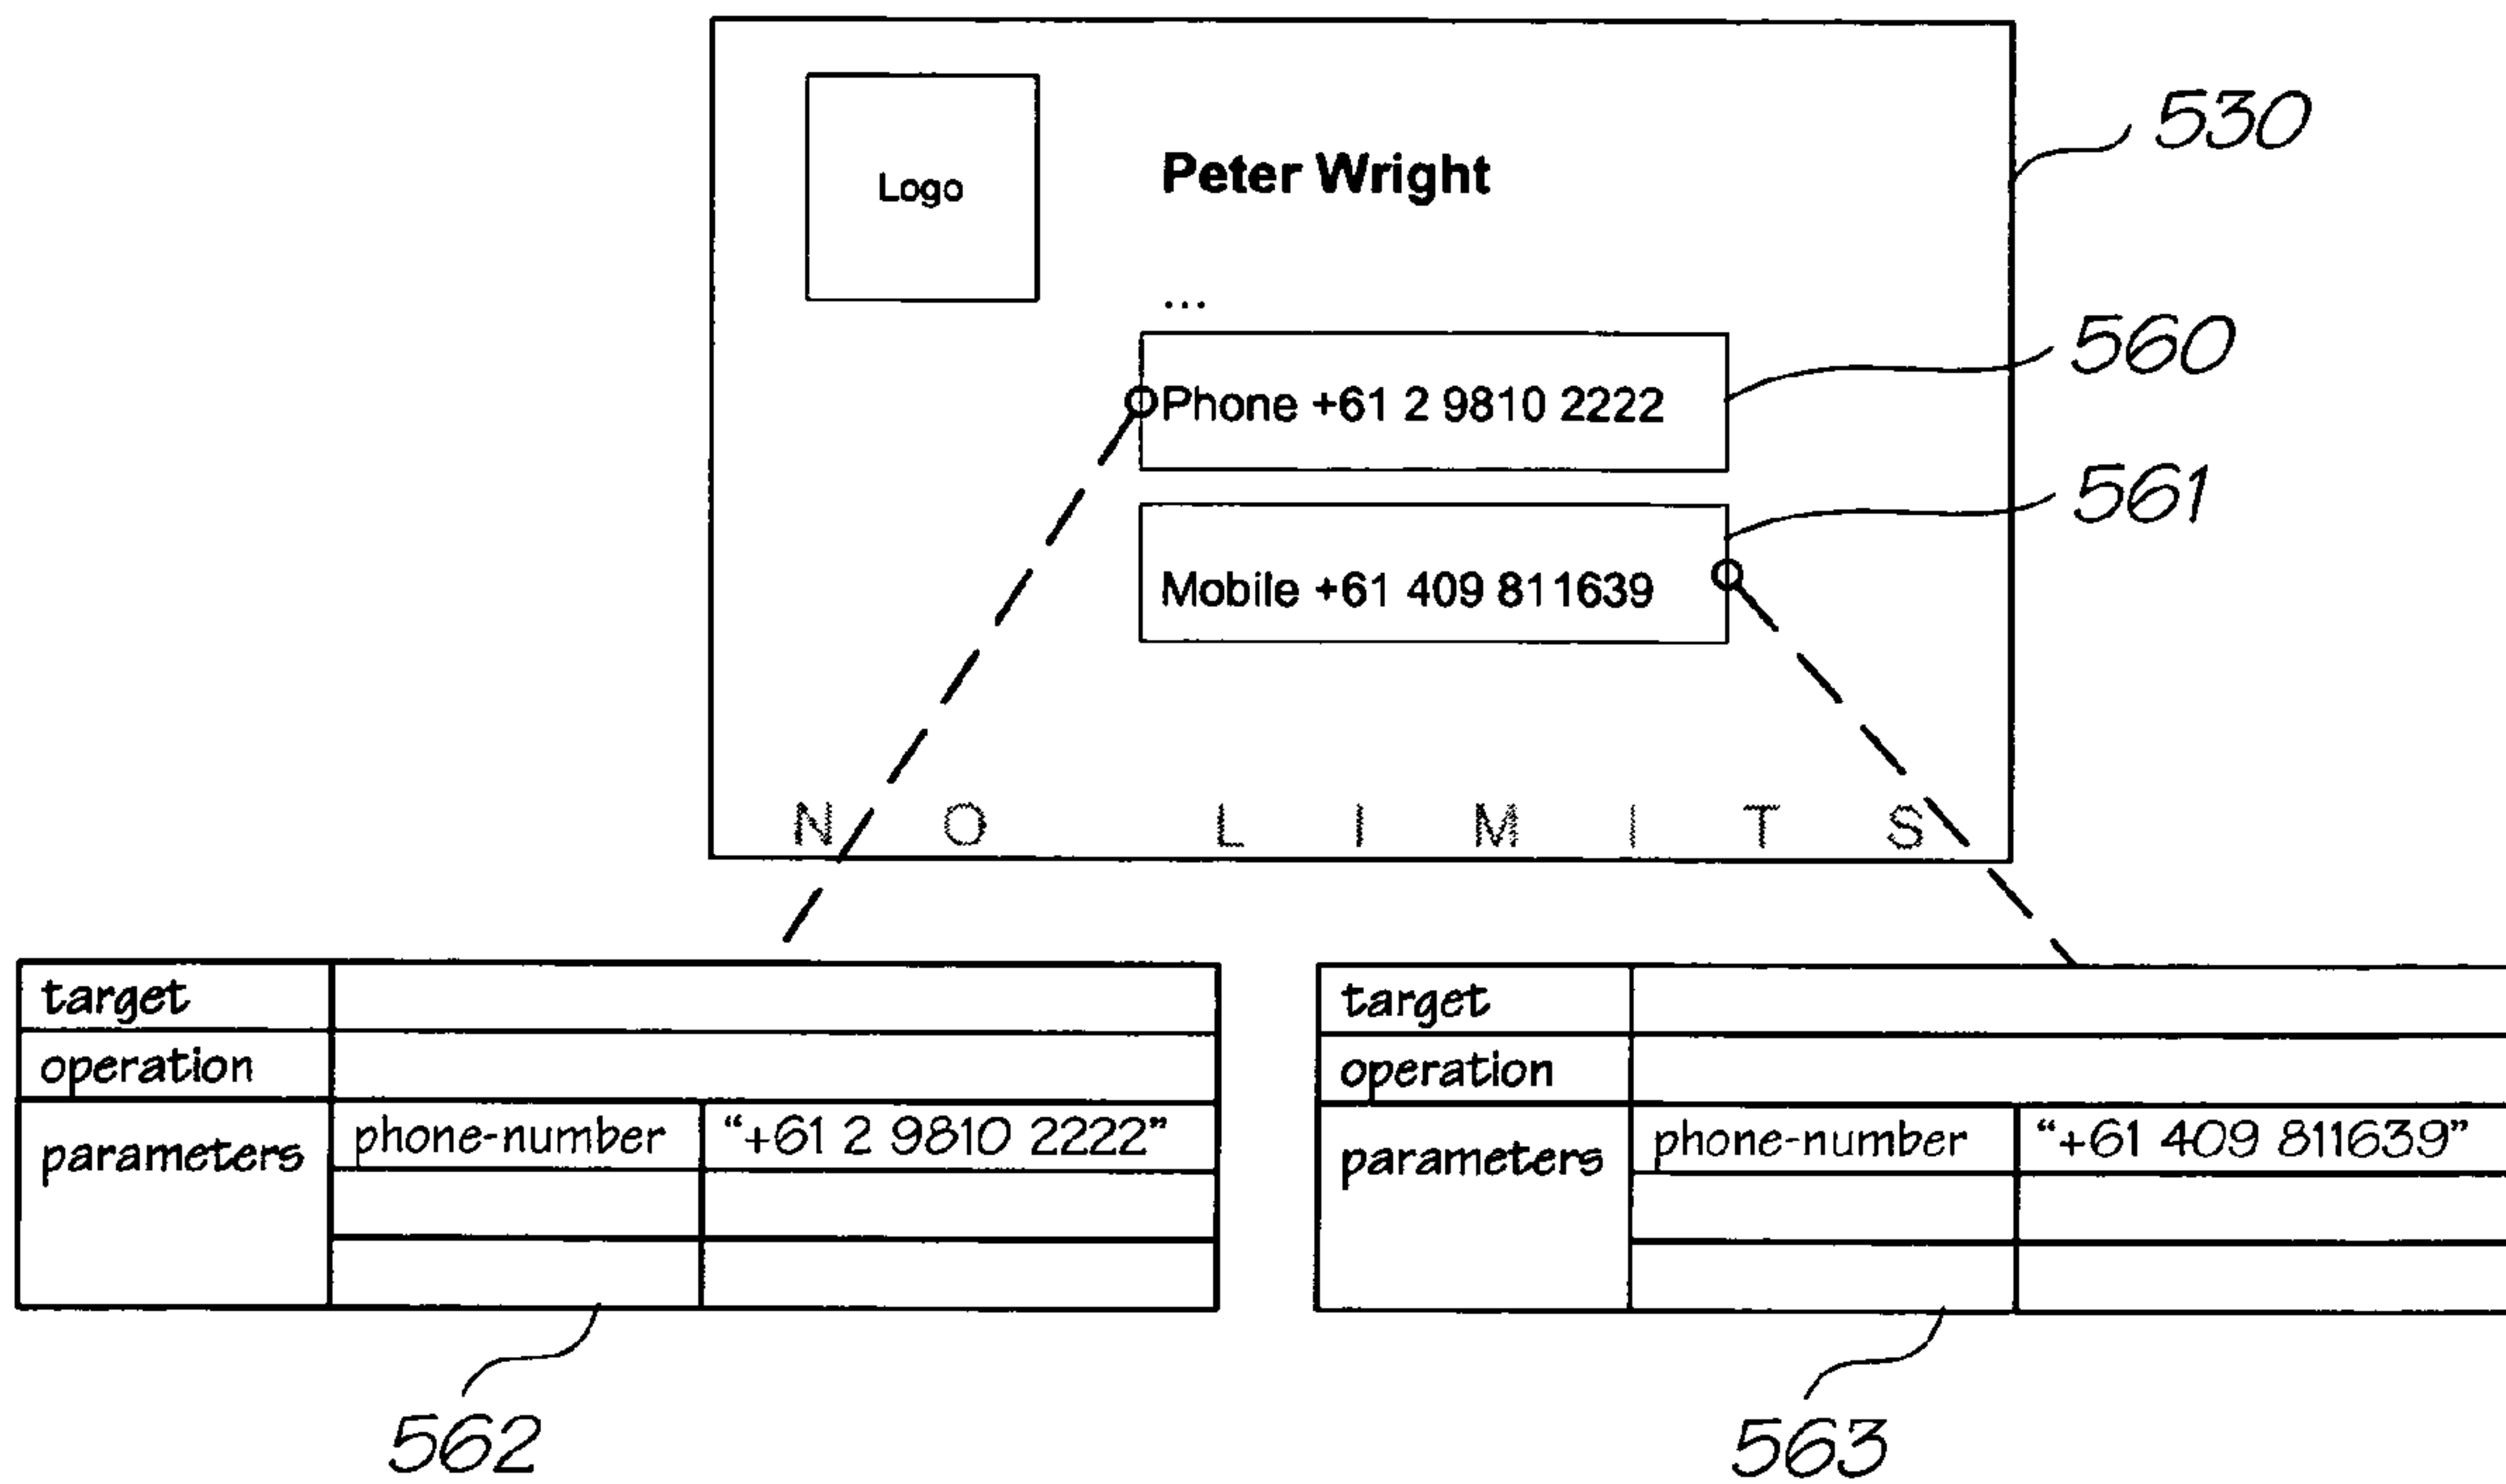 Logo
Peter Wright
530
...
560
Phone +61 2 9810 2222
561
Mobile +61 409 811639
N O L I M I T S
target
operation
parameters phone-number “+61 2 9810 2222”
562
target
operation
parameters phone-number “+61 409 811639”
563